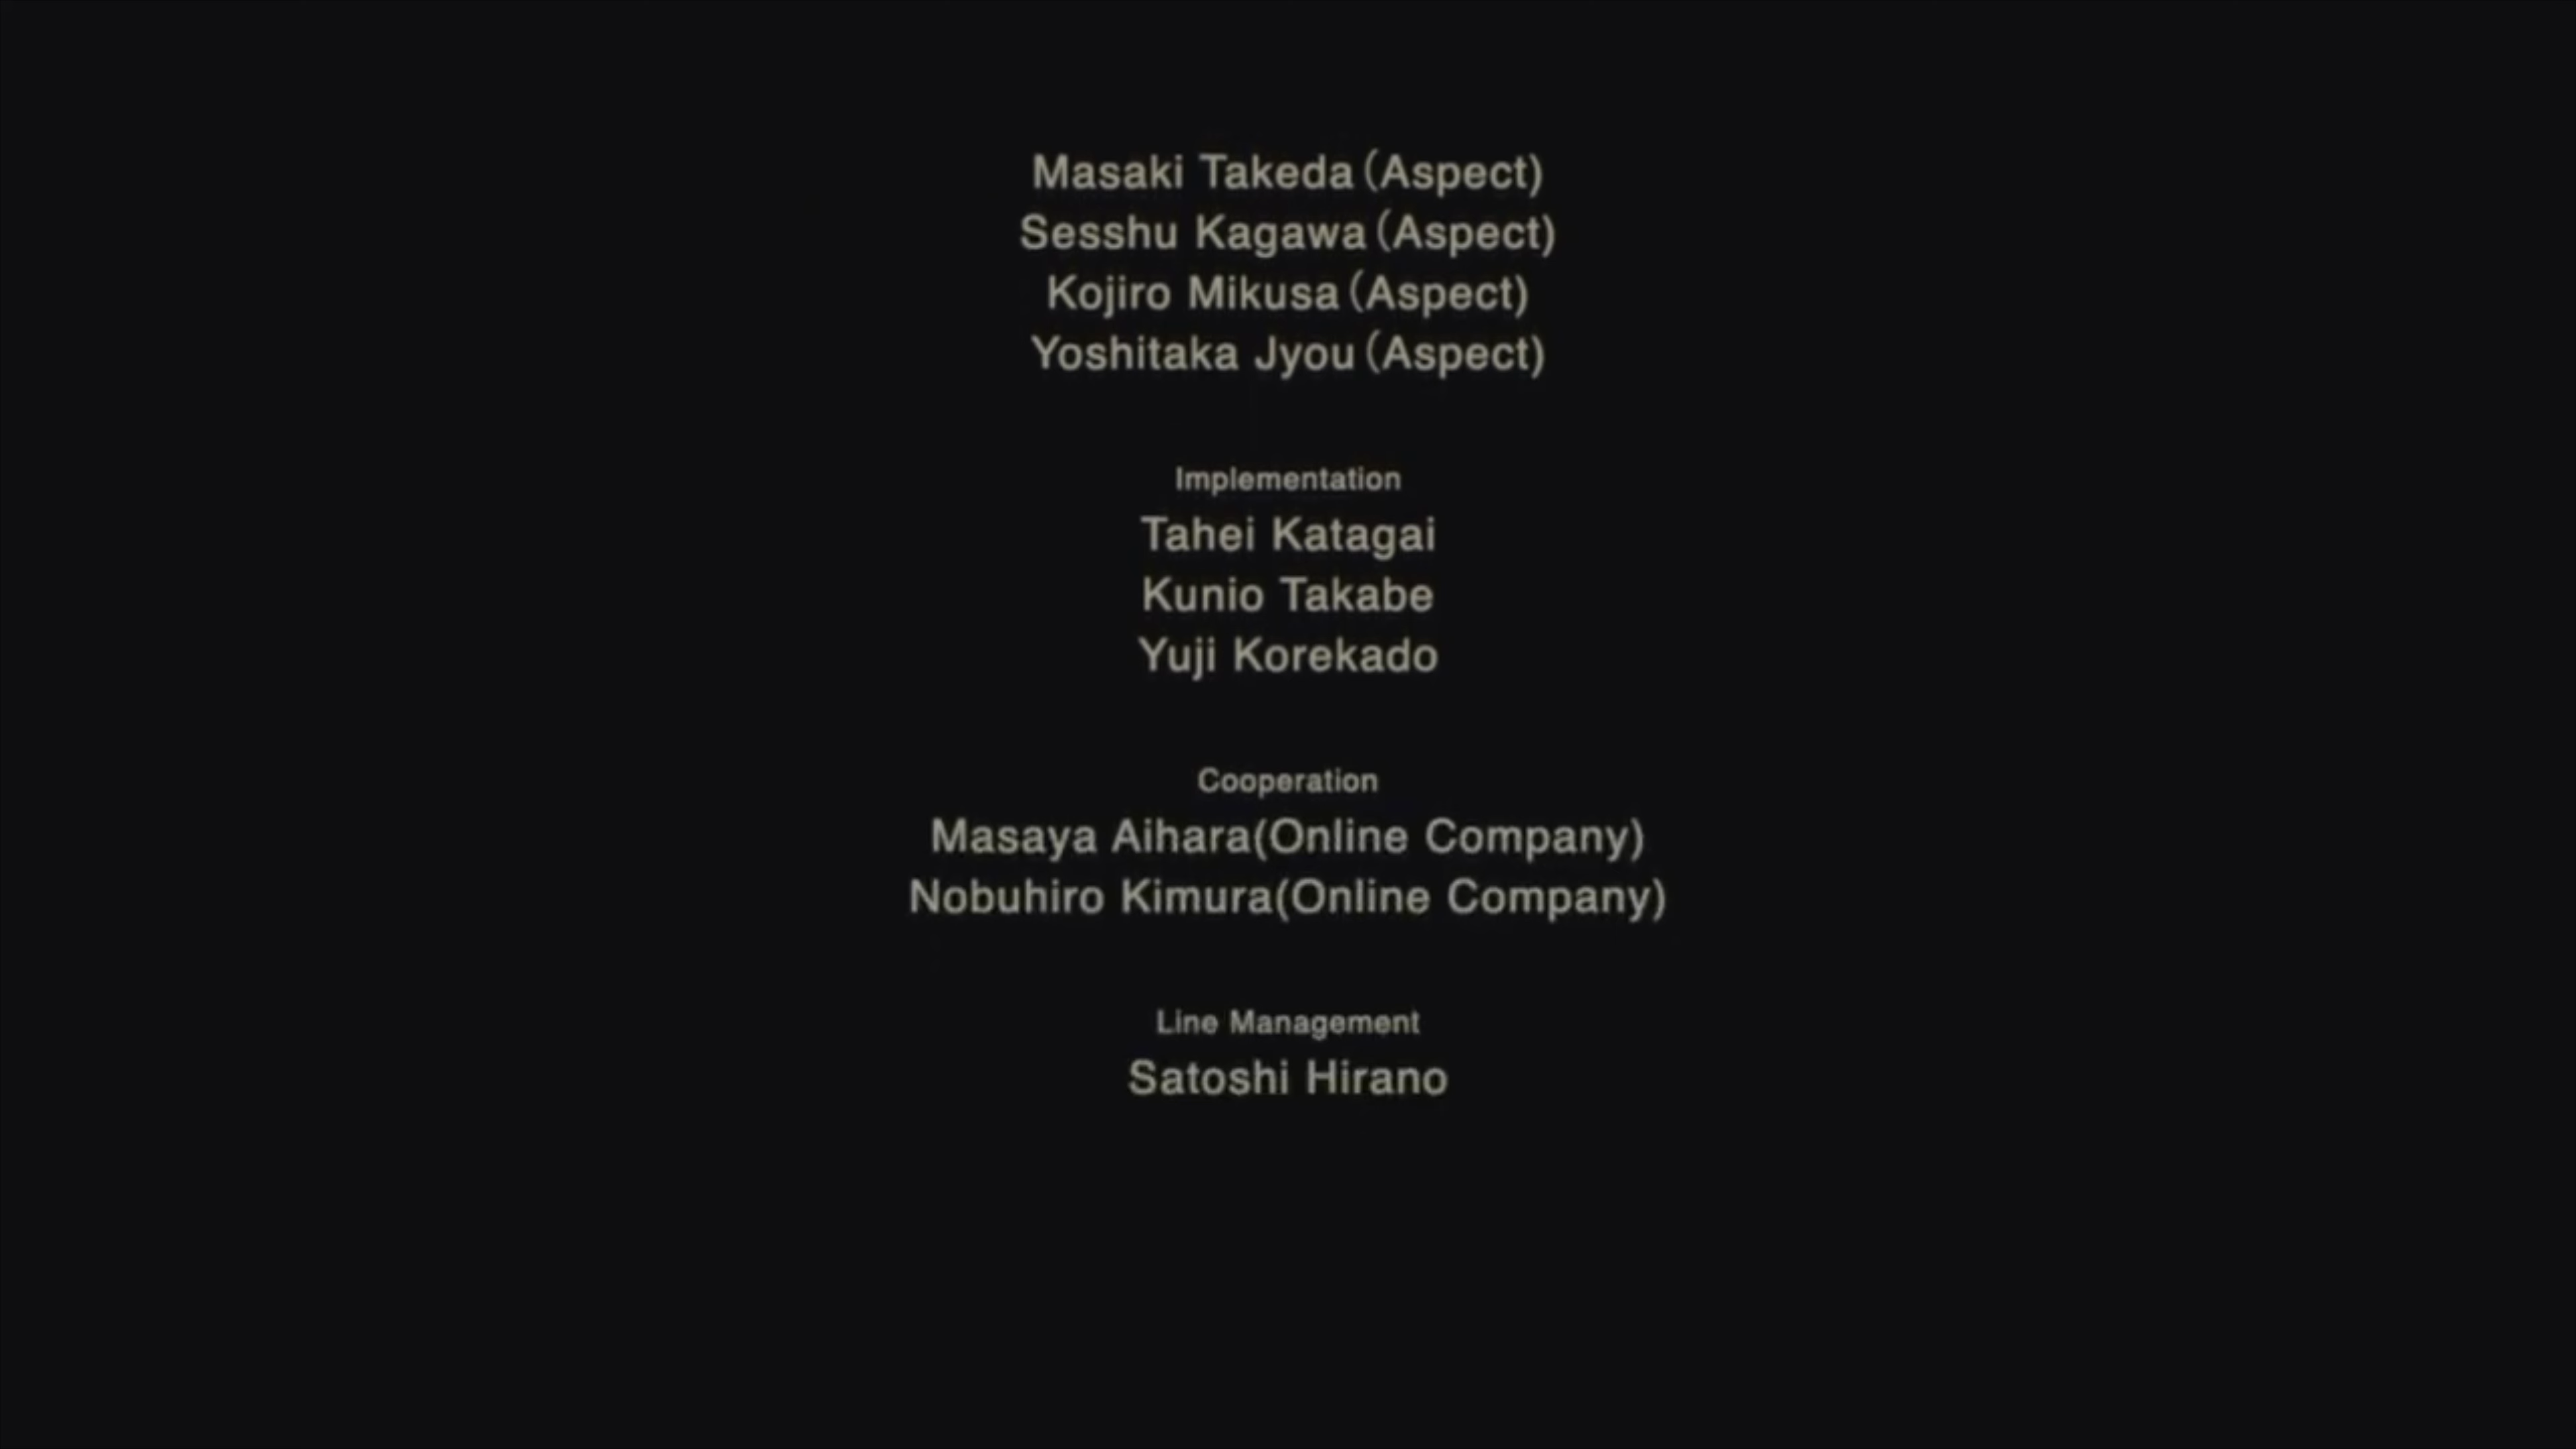 Masaki Takeda (Aspect)
Sesshu Kagawa (Aspect)
Kojiro Mikusa (Aspect)
Yoshitaka Jyou (Aspect)
Implementation
Tahei Katagai
Kunio Takabe
Yuji Korekado
Cooperation
Masaya Aihara(Online Company)
Nobuhiro Kimura(Online Company)
Line Management
Satoshi Hirano